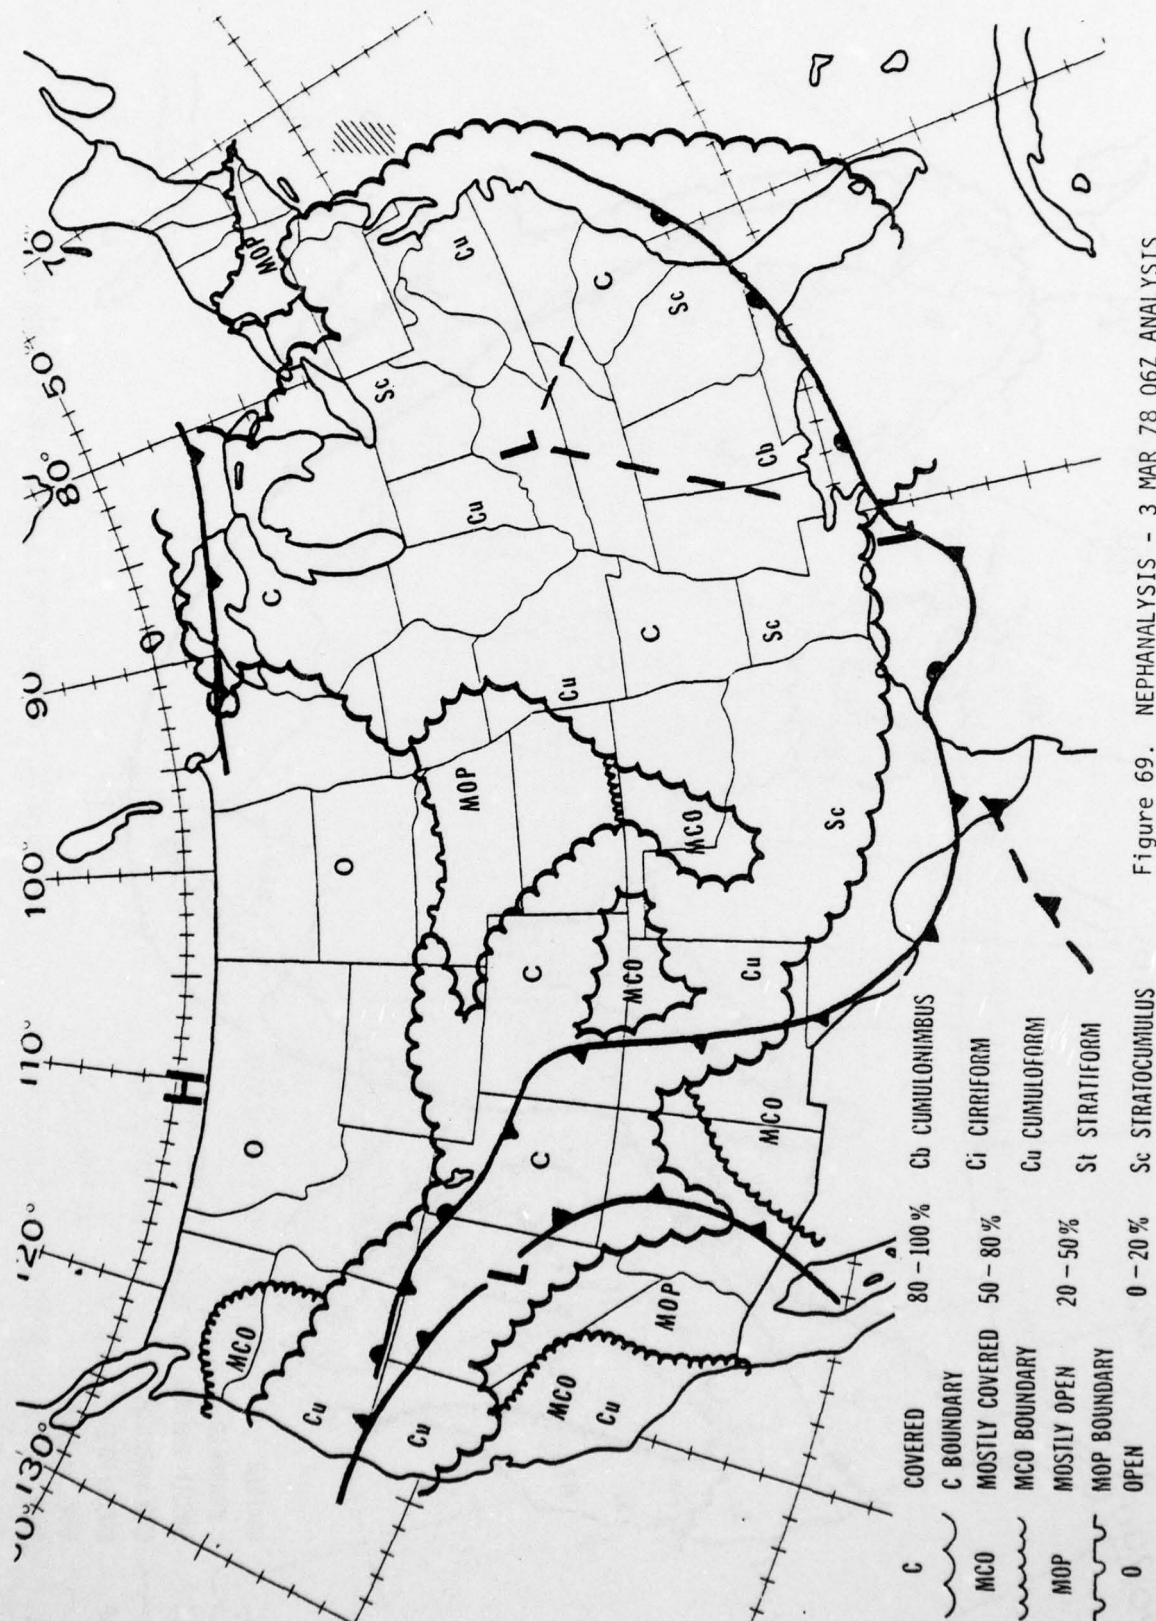 130°
120°
110°
100°
90
80°
70°
50°
H
O
O
MCO
Cu
Cu
MCO
Cu
MOP
C
C
MCO
MCO
Cu
MOP
MCO
Sc
Cu
C
Sc
C
Cu
Sc
MOP
Cu
C
Sc
Cb
L
L
L
C COVERED 80-100%
C BOUNDARY
MCO MOSTLY COVERED 50-80%
MCO BOUNDARY
MOP MOSTLY OPEN 20-50%
MOP BOUNDARY
O OPEN 0-20%
Cb CUMULONIMBUS
Ci CIRRIFORM
Cu CUMULOFORM
St STRATIFORM
Sc STRATOCUMULUS
Figure 69. NEPHANALYSIS - 3 MAR 78 06Z ANALYSIS